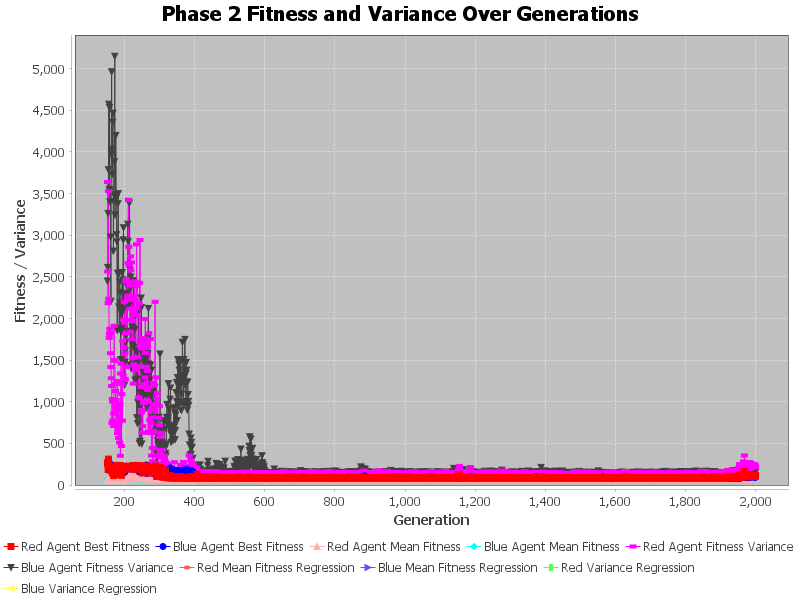 Phase 2 Fitness and Variance Over Generations
5,000
4,500
4,000
3,500
3,000
2,500
2,000
1,500
1,000
500
0
Fitness / Variance
200 400 600 800 1,000 1,200 1,400 1,600 1,800 2,000
Generation
Red Agent Best Fitness Blue Agent Best Fitness Red Agent Mean Fitness Blue Agent Mean Fitness Red Agent Fitness Variance
Blue Agent Fitness Variance Red Mean Fitness Regression Blue Mean Fitness Regression Red Variance Regression
Blue Variance Regression